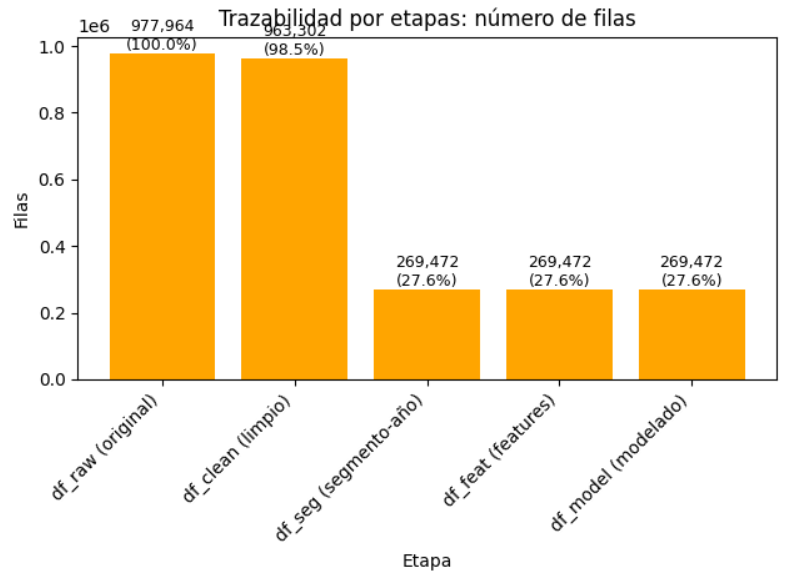 Trazabilidad por etapas: número de filas
1e6
977,964
(100.0%)
963,302
(98.5%)
269,472
(27.6%)
269,472
(27.6%)
269,472
(27.6%)
Filas
1.0
0.8
0.6
0.4
0.2
0.0
df_raw (original)
df_clean (limpio)
df_seg (segmento-año)
df_feat (features)
df_model (modelado)
Etapa